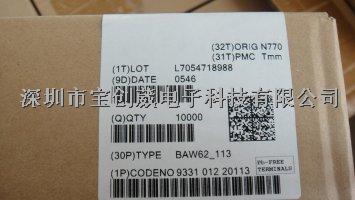 (32T)ORIG N770
(31T)PMC Tmm
(1T)LOT L7054718988
(9D)DATE 0546
深圳市宝创威电子科技有限公司
(Q)QTY 10000
(30P)TYPE BAW62_113
Pb-FREE
TERMINALS
(1P)CODENO 9331 012 20113